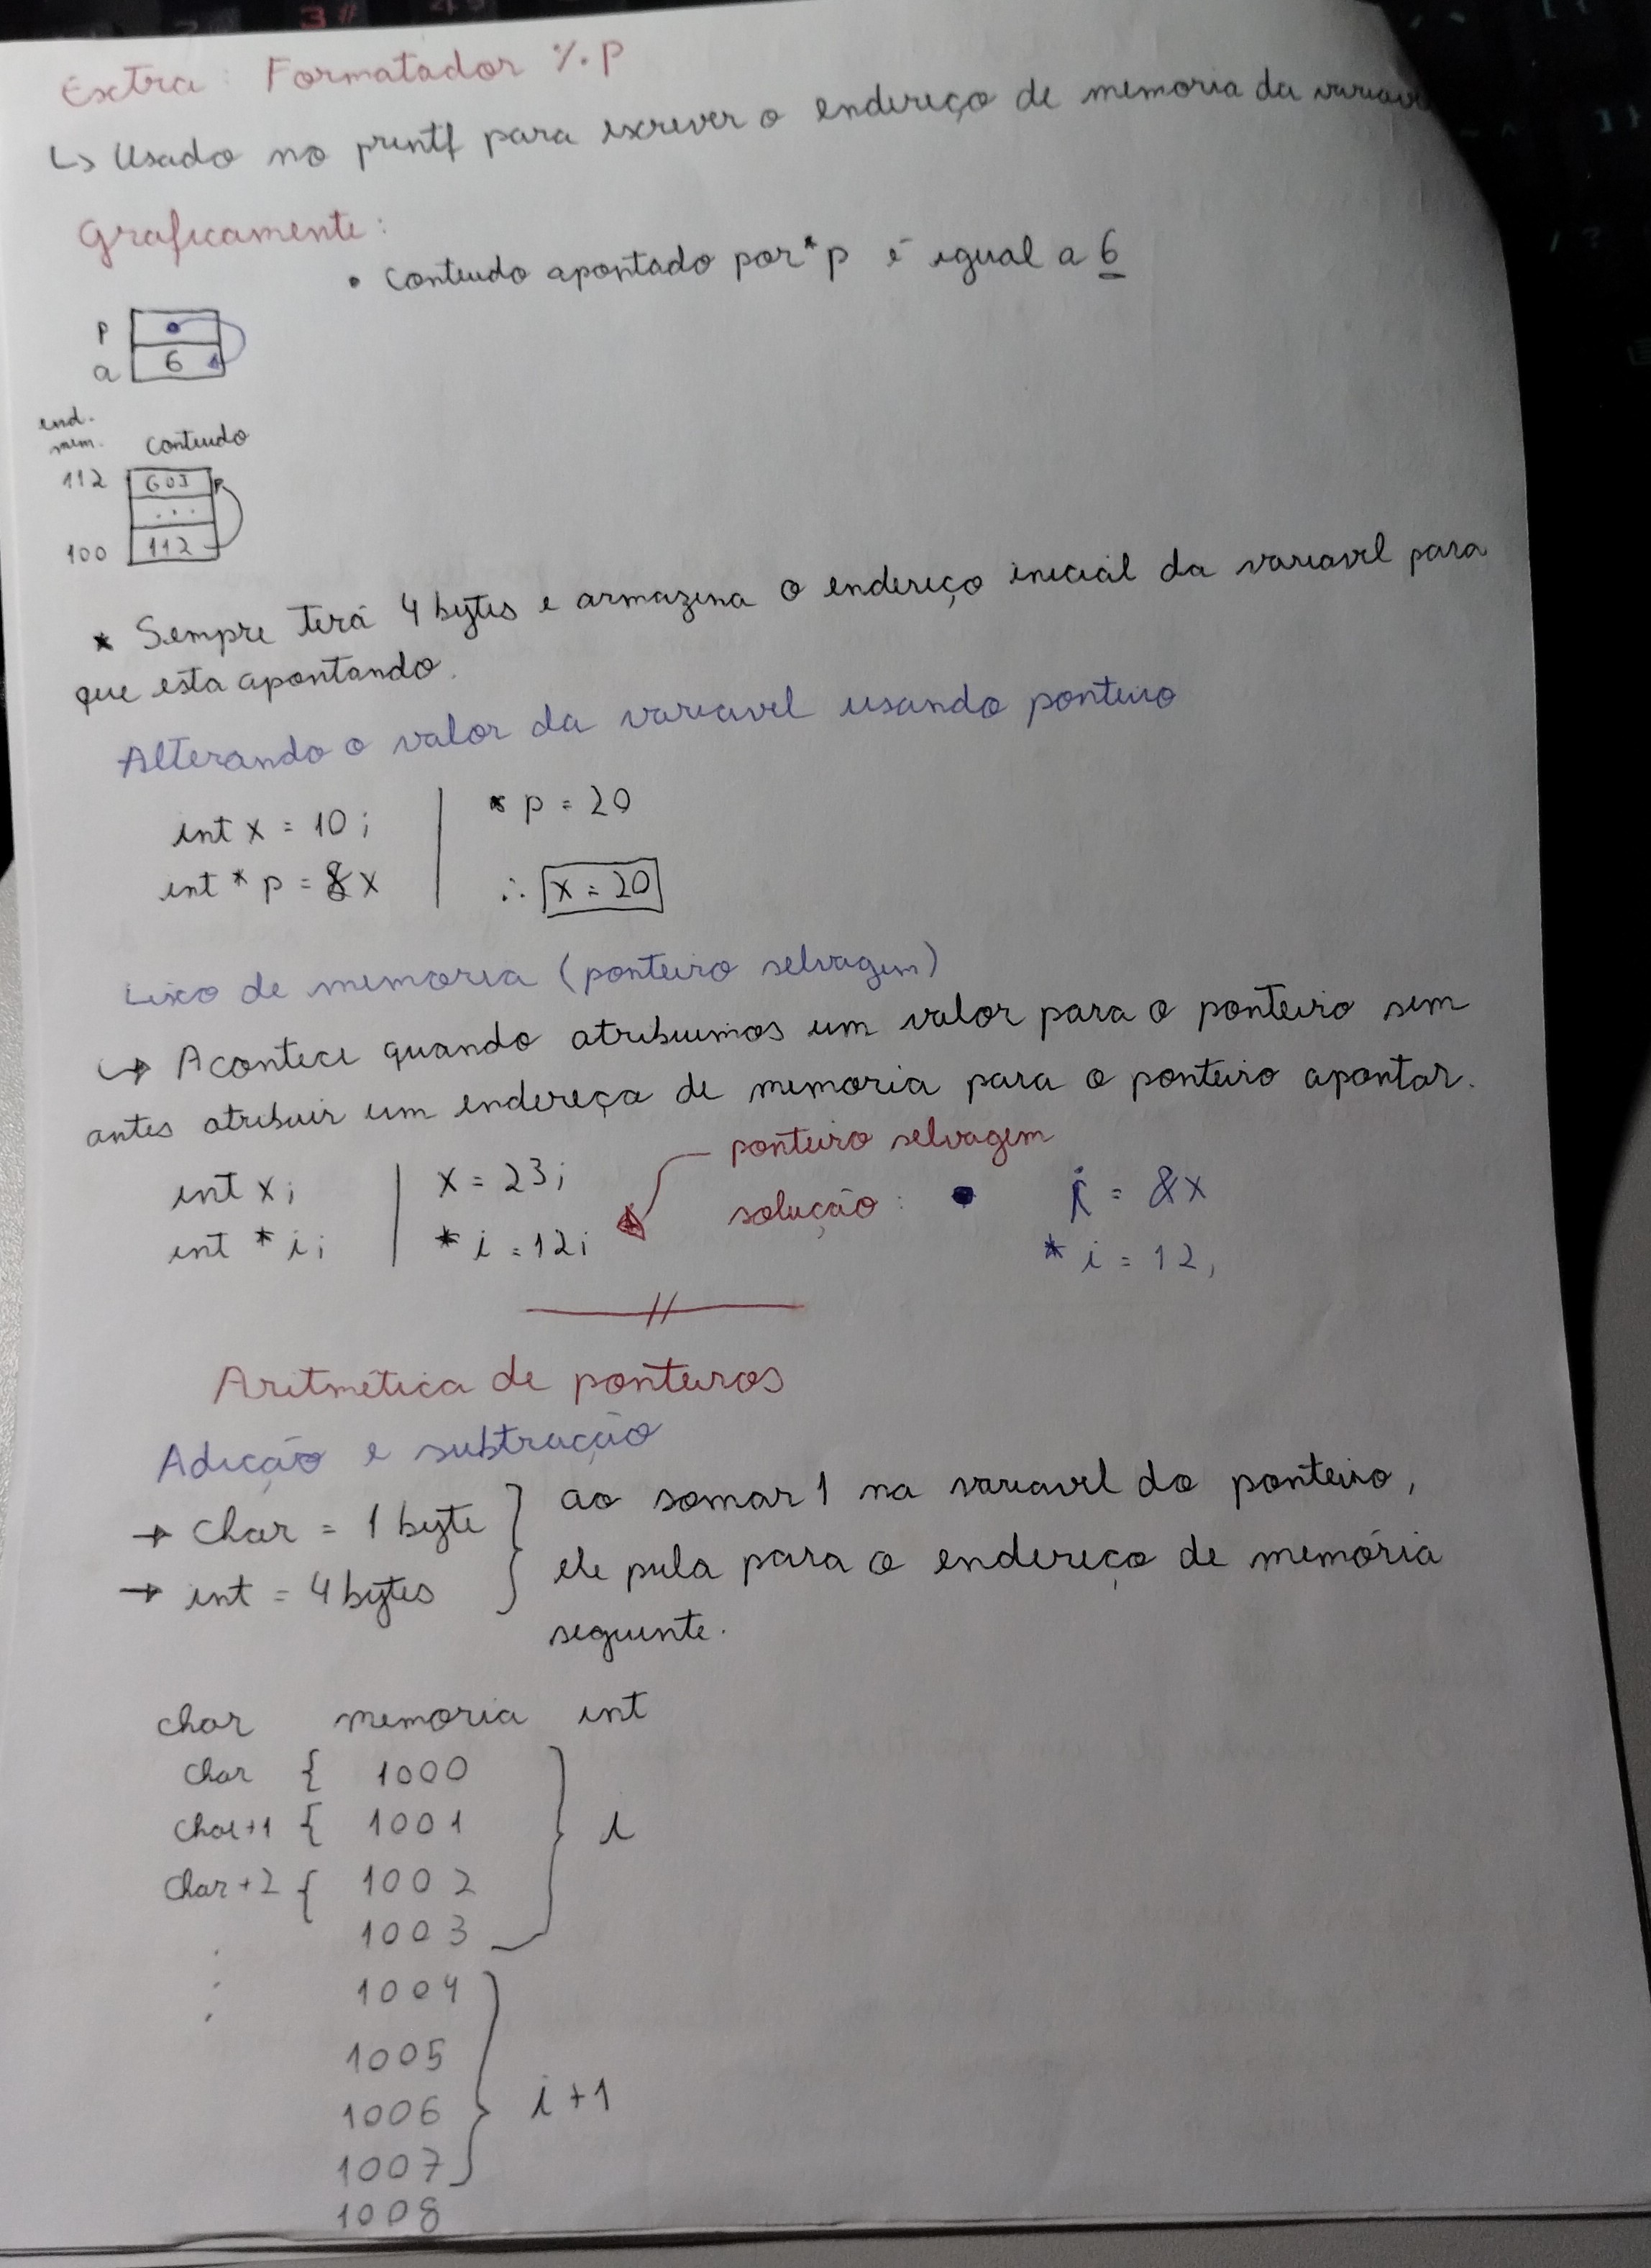 Extra: Formatador %p
↳ Usado no printf para escrever o endereço de memoria da
Graficamente:
• Conteudo apontado por *p é igual a 6
p
a 6
end.
mem. Conteudo
112
...
100 112
* Sempre terá 4 bytes e armazena o endereço inicial da variavel para
que esta apontando.
Alterando o valor da variavel usando ponteiro
int x = 10; *p = 20
int *p = &x ∴ x = 20
Lixo de memoria (ponteiro selvagem)
↳ Acontece quando atribuimos um valor para o ponteiro sem
antes atribuir um endereça de memoria para o ponteiro apontar.
ponteiro selvagem
int x; x = 23; solução: • i = &x
int *i; *i = 12; *i = 12,
Aritmética de ponteiros
Adição e subtração
→ Char = 1 byte } ao somar 1 na variavel do ponteiro,
→ int = 4 bytes ele pula para o endereço de memória
seguinte.
char memoria int
char { 1000
char+1 { 1001 } i
char+2 { 1002
1003
1004
1005
1006 } i+1
1007
1008